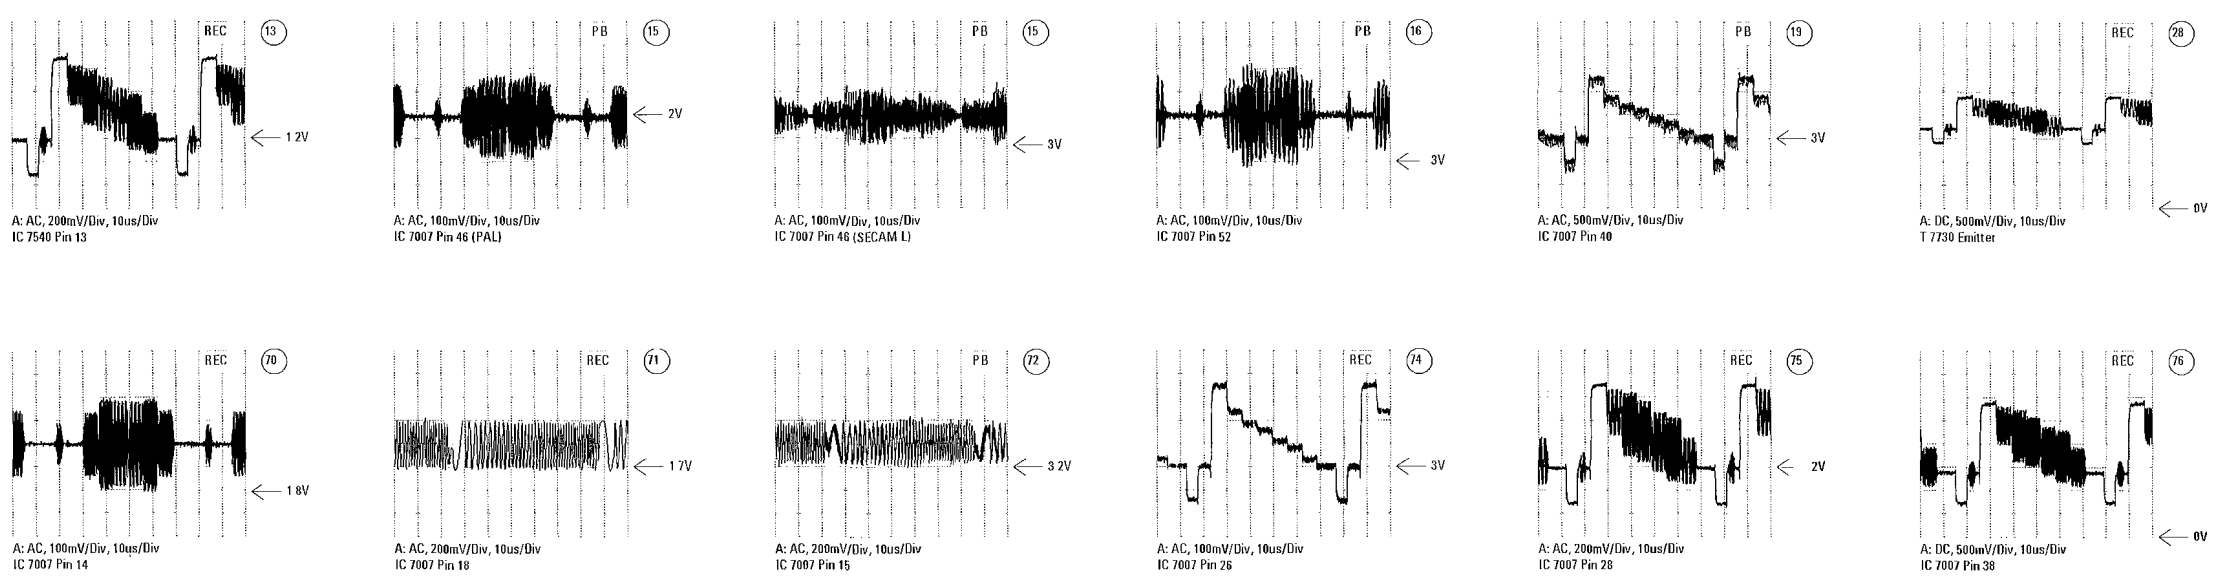 REC 13
1 2V
A: AC, 200mV/Div, 10us/Div
IC 7540 Pin 13
PB 15
2V
A: AC, 100mV/Div, 10us/Div
IC 7007 Pin 46 (PAL)
PB 15
3V
A: AC, 100mV/Div, 10us/Div
IC 7007 Pin 46 (SECAM L)
PB 16
3V
A: AC, 100mV/Div, 10us/Div
IC 7007 Pin 52
PB 19
3V
A: AC, 500mV/Div, 10us/Div
IC 7007 Pin 40
REC 28
0V
A: DC, 500mV/Div, 10us/Div
T 7730 Emitter
REC 70
1 8V
A: AC, 100mV/Div, 10us/Div
IC 7007 Pin 14
REC 71
1 7V
A: AC, 200mV/Div, 10us/Div
IC 7007 Pin 18
PB 72
3 2V
A: AC, 200mV/Div, 10us/Div
IC 7007 Pin 15
REC 74
3V
A: AC, 100mV/Div, 10us/Div
IC 7007 Pin 26
REC 75
2V
A: AC, 200mV/Div, 10us/Div
IC 7007 Pin 28
REC 76
0V
A: DC, 500mV/Div, 10us/Div
IC 7007 Pin 38